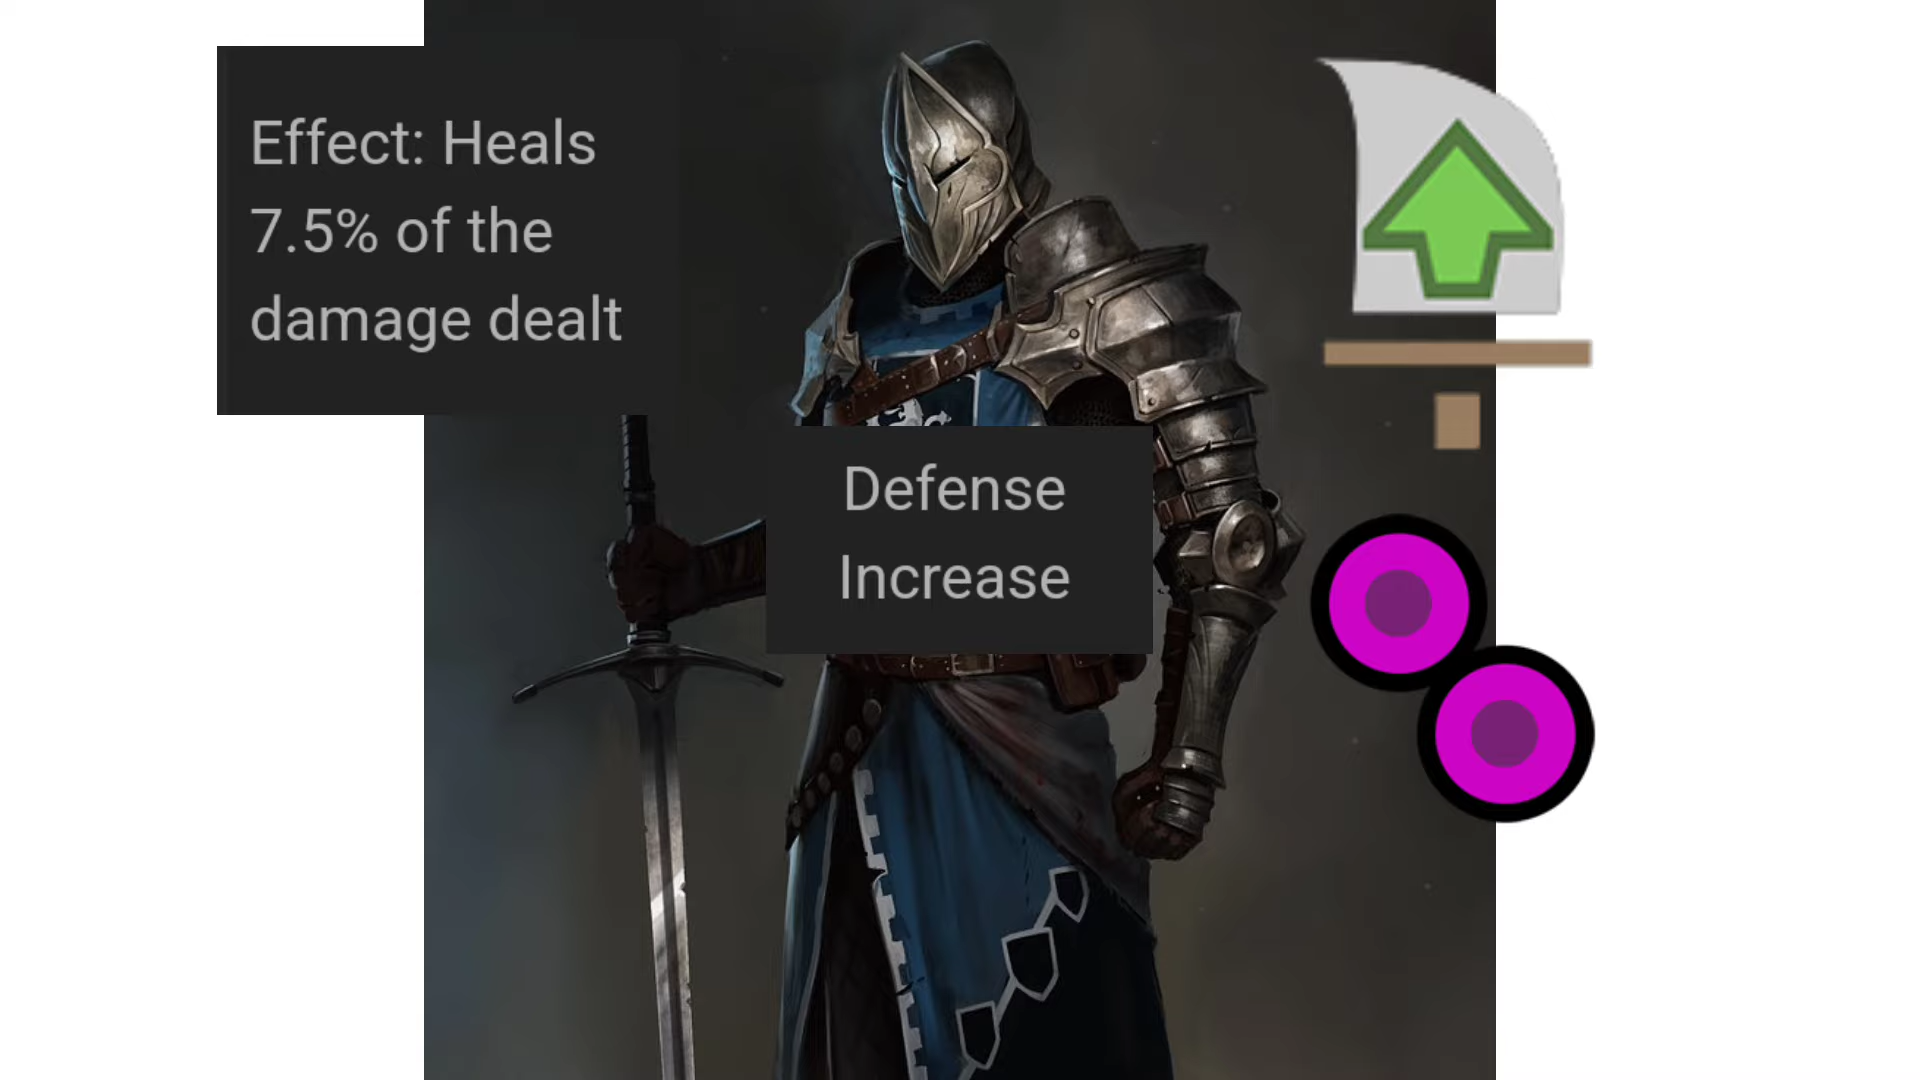 Effect: Heals
7.5% of the
damage dealt
Defense
Increase